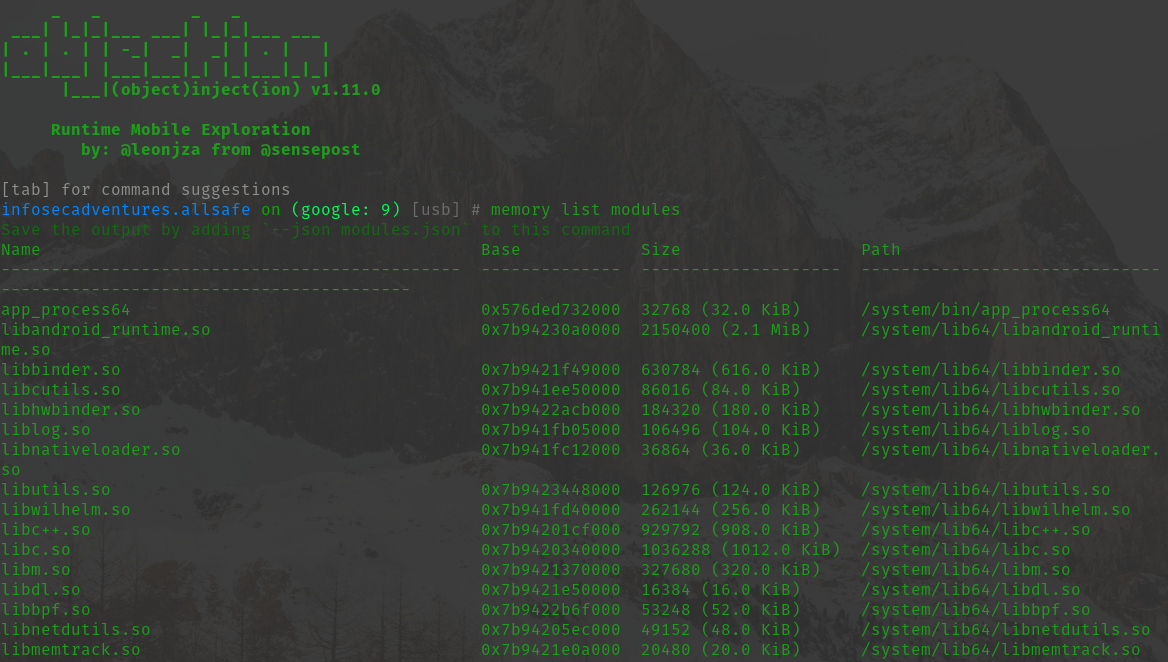 |___|(object)inject(ion) v1.11.0
Runtime Mobile Exploration
by: @leonjza from @sensepost
[tab] for command suggestions
infosecadventures.allsafe on (google: 9) [usb] # memory list modules
Save the output by adding `--json modules.json` to this command
Name Base Size Path
---------------------------------------------- -------------- -------------------- ------------------------------
-----------------------------------------
app_process64 0x576ded732000 32768 (32.0 KiB) /system/bin/app_process64
libandroid_runtime.so 0x7b94230a0000 2150400 (2.1 MiB) /system/lib64/libandroid_runti
me.so
libbinder.so 0x7b9421f49000 630784 (616.0 KiB) /system/lib64/libbinder.so
libcutils.so 0x7b941ee50000 86016 (84.0 KiB) /system/lib64/libcutils.so
libhwbinder.so 0x7b9422acb000 184320 (180.0 KiB) /system/lib64/libhwbinder.so
liblog.so 0x7b941fb05000 106496 (104.0 KiB) /system/lib64/liblog.so
libnativeloader.so 0x7b941fc12000 36864 (36.0 KiB) /system/lib64/libnativeloader.
so
libutils.so 0x7b9423448000 126976 (124.0 KiB) /system/lib64/libutils.so
libwilhelm.so 0x7b941fd40000 262144 (256.0 KiB) /system/lib64/libwilhelm.so
libc++.so 0x7b94201cf000 929792 (908.0 KiB) /system/lib64/libc++.so
libc.so 0x7b9420340000 1036288 (1012.0 KiB) /system/lib64/libc.so
libm.so 0x7b9421370000 327680 (320.0 KiB) /system/lib64/libm.so
libdl.so 0x7b9421e50000 16384 (16.0 KiB) /system/lib64/libdl.so
libbpf.so 0x7b9422b6f000 53248 (52.0 KiB) /system/lib64/libbpf.so
libnetdutils.so 0x7b94205ec000 49152 (48.0 KiB) /system/lib64/libnetdutils.so
libmemtrack.so 0x7b9421e0a000 20480 (20.0 KiB) /system/lib64/libmemtrack.so